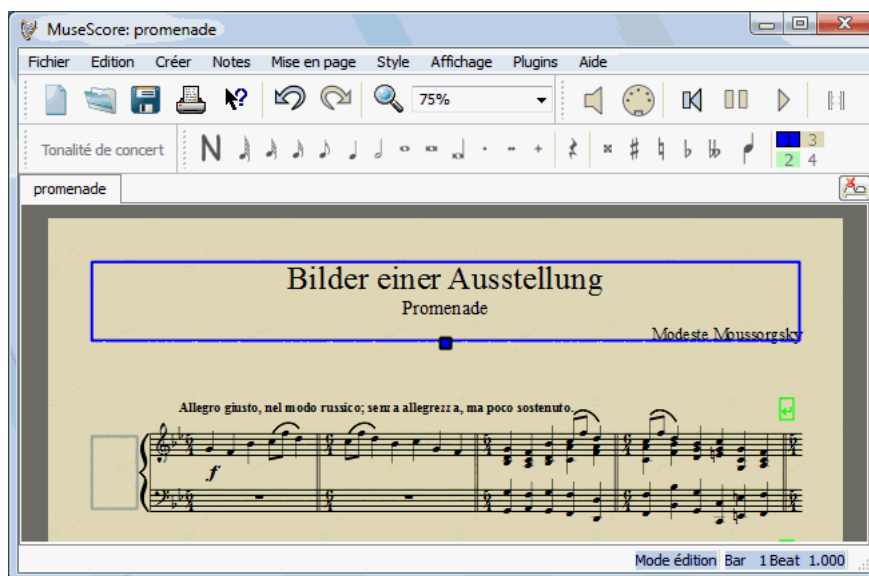 MuseScore: promenade
Fichier Edition Créer Notes Mise en page Style Affichage Plugins Aide
75%
Tonalité de concert N 1 3
2 4
promenade
Bilder einer Ausstellung
Promenade
Modeste Moussorgsky
Allegro giusto, nel modo russico; senza allegrezza, ma poco sostenuto.
f
Mode édition Bar 1 Beat 1.000